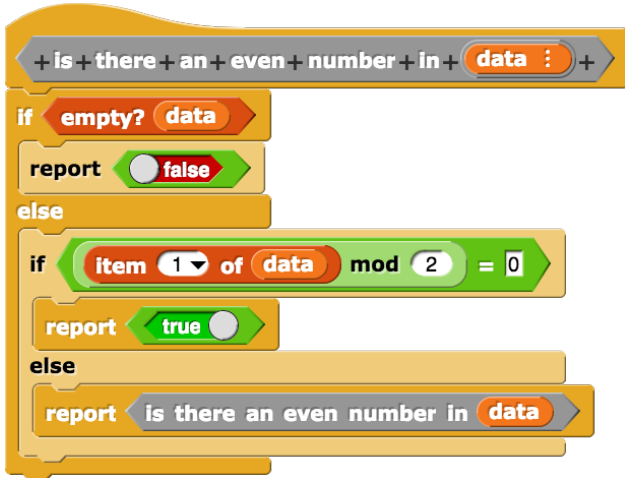 + is + there + an + even + number + in + data ⋮ +
if empty? data
report false
else
if item 1 ▾ of data mod 2 = 0
report true
else
report is there an even number in data